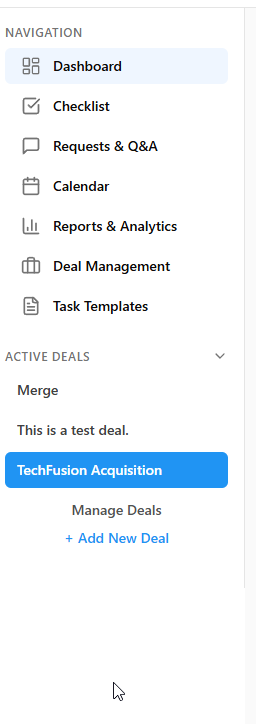 NAVIGATION
Dashboard
Checklist
Requests & Q&A
Calendar
Reports & Analytics
Deal Management
Task Templates
ACTIVE DEALS
Merge
This is a test deal.
TechFusion Acquisition
Manage Deals
+ Add New Deal